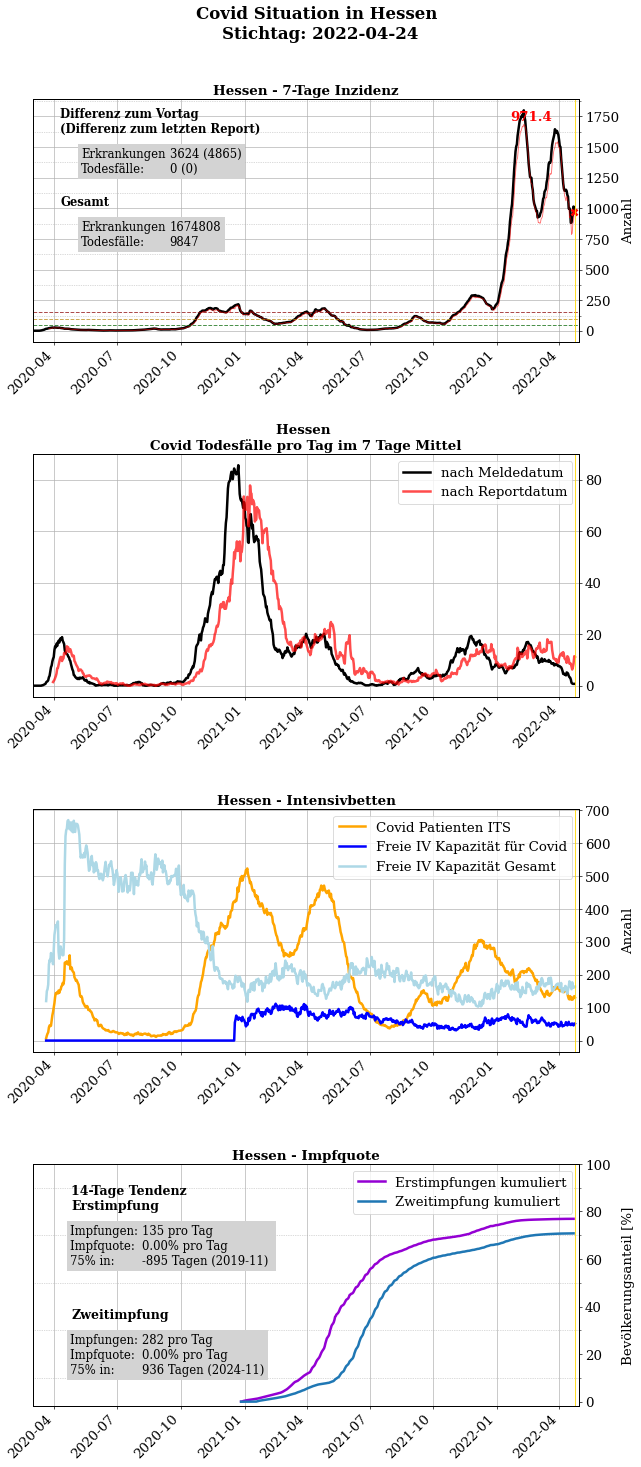 Covid Situation in Hessen
Stichtag: 2022-04-24
Hessen - 7-Tage Inzidenz
Differenz zum Vortag
(Differenz zum letzten Report)
Erkrankungen 3624 (4865)
Todesfälle: 0 (0)
Gesamt
Erkrankungen 1674808
Todesfälle: 9847
971.4
1750
1500
1250
1000
750
500
250
0
Anzahl
2020-04 2020-07 2020-10 2021-01 2021-04 2021-07 2021-10 2022-01 2022-04
Hessen
Covid Todesfälle pro Tag im 7 Tage Mittel
nach Meldedatum
nach Reportdatum
80
60
40
20
0
2020-04 2020-07 2020-10 2021-01 2021-04 2021-07 2021-10 2022-01 2022-04
Hessen - Intensivbetten
Covid Patienten ITS
Freie IV Kapazität für Covid
Freie IV Kapazität Gesamt
700
600
500
400
300
200
100
0
Anzahl
2020-04 2020-07 2020-10 2021-01 2021-04 2021-07 2021-10 2022-01 2022-04
Hessen - Impfquote
14-Tage Tendenz
Erstimpfung
Impfungen: 135 pro Tag
Impfquote: 0.00% pro Tag
75% in: -895 Tagen (2019-11)
Zweitimpfung
Impfungen: 282 pro Tag
Impfquote: 0.00% pro Tag
75% in: 936 Tagen (2024-11)
Erstimpfungen kumuliert
Zweitimpfung kumuliert
100
80
60
40
20
0
Bevölkerungsanteil [%]
2020-04 2020-07 2020-10 2021-01 2021-04 2021-07 2021-10 2022-01 2022-04